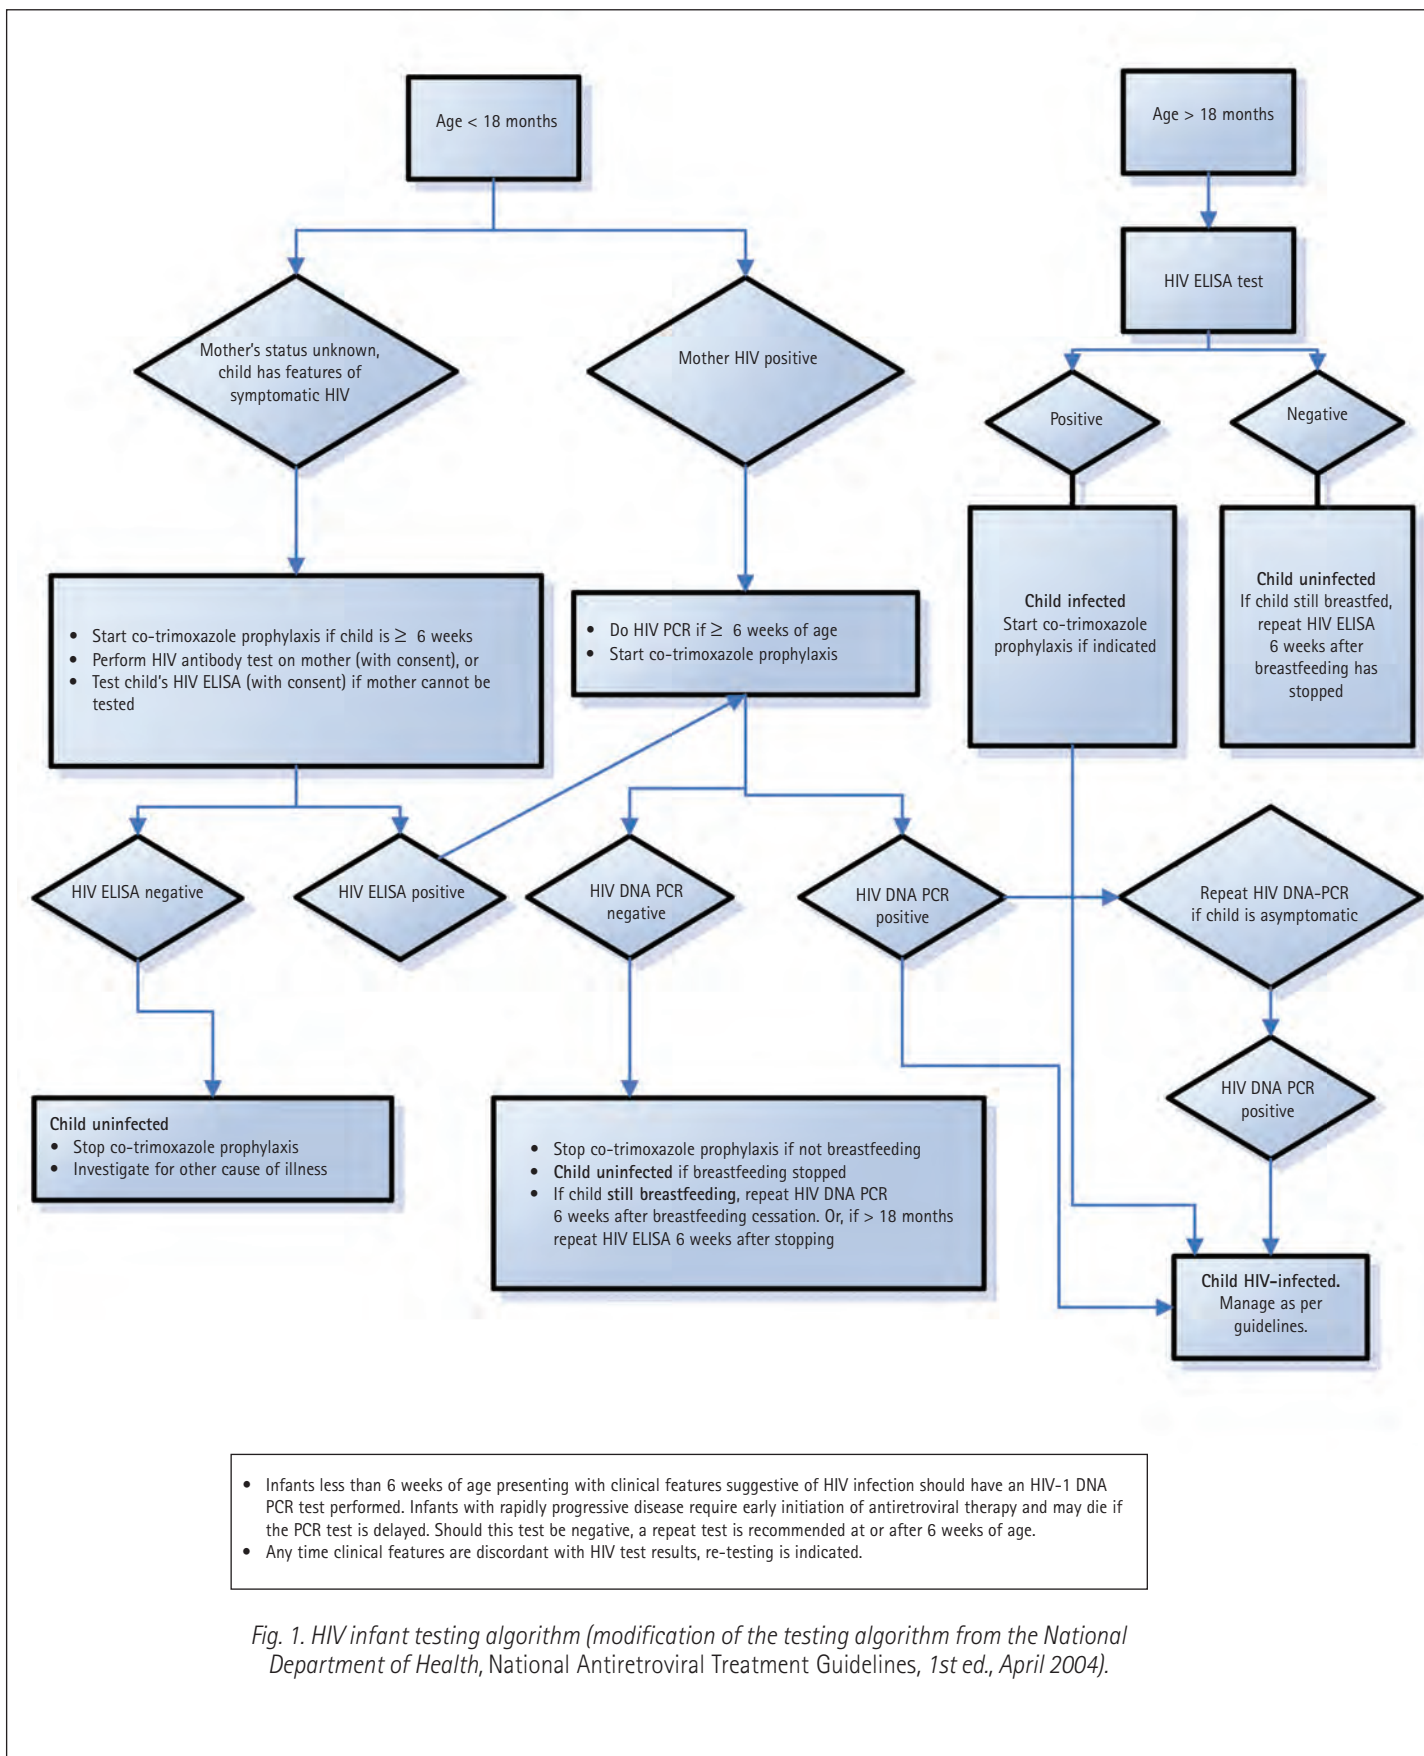 Age < 18 months
Age > 18 months
HIV ELISA test
Mother's status unknown,
child has features of
symptomatic HIV
Mother HIV positive
Positive
Negative
• Start co-trimoxazole prophylaxis if child is ≥ 6 weeks
• Perform HIV antibody test on mother (with consent), or
• Test child's HIV ELISA (with consent) if mother cannot be
tested
• Do HIV PCR if ≥ 6 weeks of age
• Start co-trimoxazole prophylaxis
Child infected
Start co-trimoxazole
prophylaxis if indicated
Child uninfected
If child still breastfed,
repeat HIV ELISA
6 weeks after
breastfeeding has
stopped
HIV ELISA negative
HIV ELISA positive
HIV DNA PCR
negative
HIV DNA PCR
positive
Repeat HIV DNA-PCR
if child is asymptomatic
HIV DNA PCR
positive
Child uninfected
• Stop co-trimoxazole prophylaxis
• Investigate for other cause of illness
• Stop co-trimoxazole prophylaxis if not breastfeeding
• Child uninfected if breastfeeding stopped
• If child still breastfeeding, repeat HIV DNA PCR
6 weeks after breastfeeding cessation. Or, if > 18 months
repeat HIV ELISA 6 weeks after stopping
Child HIV-infected.
Manage as per
guidelines.
• Infants less than 6 weeks of age presenting with clinical features suggestive of HIV infection should have an HIV-1 DNA
PCR test performed. Infants with rapidly progressive disease require early initiation of antiretroviral therapy and may die if
the PCR test is delayed. Should this test be negative, a repeat test is recommended at or after 6 weeks of age.
• Any time clinical features are discordant with HIV test results, re-testing is indicated.
Fig. 1. HIV infant testing algorithm (modification of the testing algorithm from the National
Department of Health, National Antiretroviral Treatment Guidelines, 1st ed., April 2004).